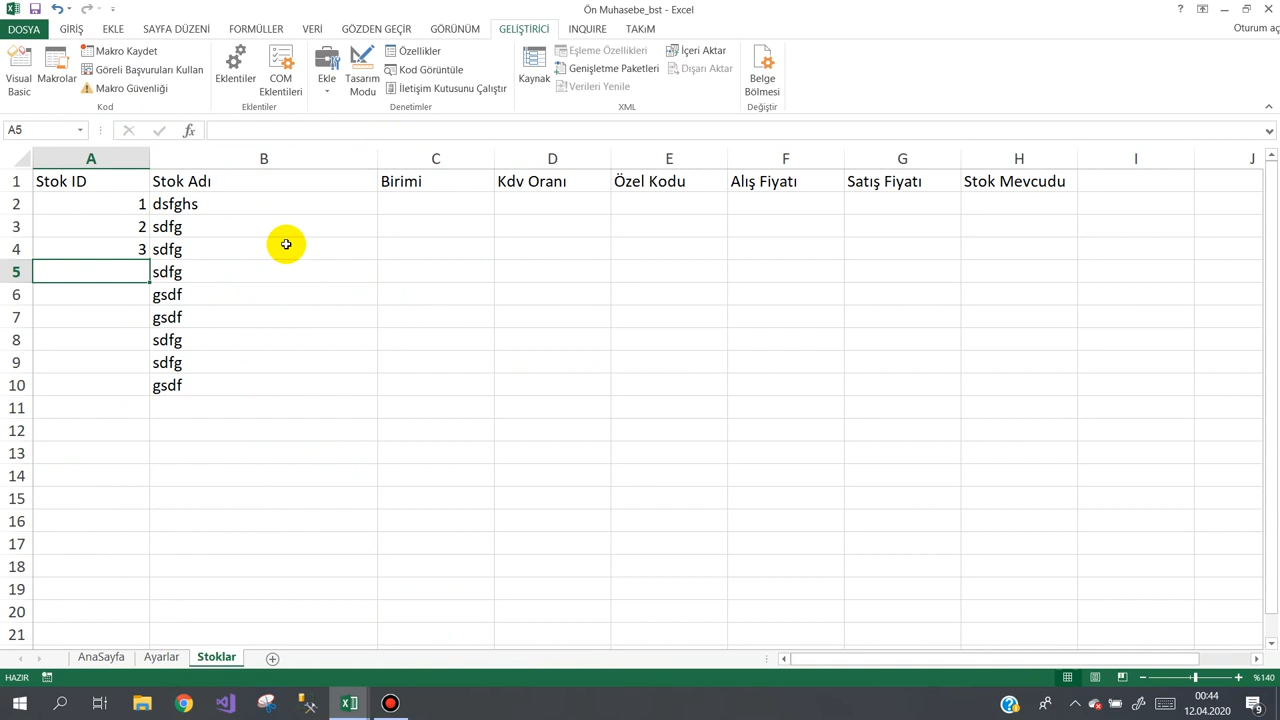 Ön Muhasebe_bst - Excel
DOSYA GİRİŞ EKLE SAYFA DÜZENİ FORMÜLLER VERİ GÖZDEN GEÇİR GÖRÜNÜM GELİŞTİRİCİ INQUIRE TAKıM Oturum aç
Visual Basic
Makrolar
Makro Kaydet
Göreli Başvuruları Kullan
Makro Güvenliği
Kod
Eklentiler
COM Eklentileri
Eklentiler
Ekle
Tasarım Modu
Özellikler
Kod Görüntüle
İletişim Kutusunu Çalıştır
Denetimler
Kaynak
Eşleme Özellikleri
Genişletme Paketleri
Verileri Yenile
İçeri Aktar
Dışarı Aktar
XML
Belge Bölmesi
Değiştir
A5 fx
A B C D E F G H I J
1 Stok ID Stok Adı Birimi Kdv Oranı Özel Kodu Alış Fiyatı Satış Fiyatı Stok Mevcudu
2 1 dsfghs
3 2 sdfg
4 3 sdfg
5 sdfg
6 gsdf
7 gsdf
8 sdfg
9 sdfg
10 gsdf
11
12
13
14
15
16
17
18
19
20
21
AnaSayfa Ayarlar Stoklar
HAZIR %140
00:44
12.04.2020
9